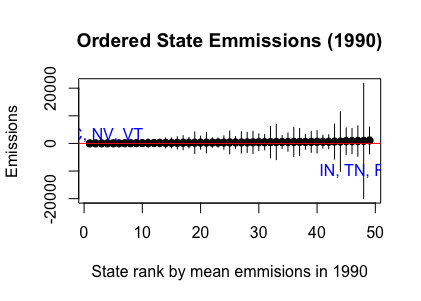 Ordered State Emmissions (1990)
Emissions
20000
0
-20000
NV, VT
IN, TN,
0 10 20 30 40 50
State rank by mean emmisions in 1990